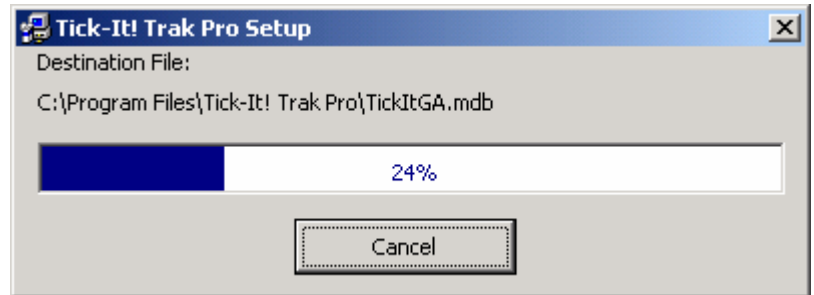 Tick-It! Trak Pro Setup
Destination File:
C:\Program Files\Tick-It! Trak Pro\TickItGA.mdb
24%
Cancel